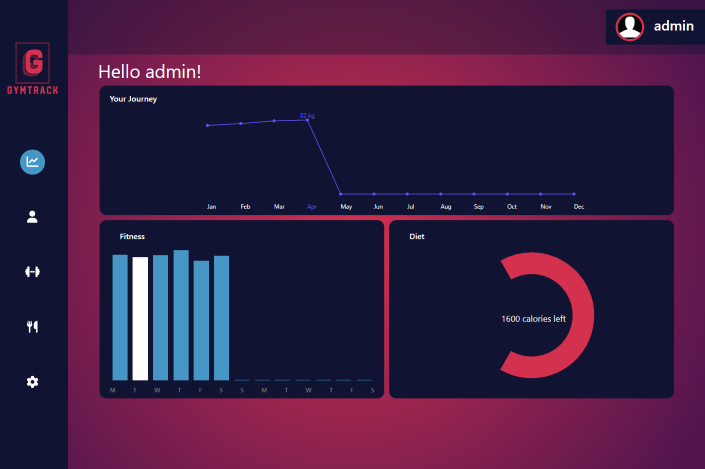 admin
G
GYMTRACK
Hello admin!
Your Journey
82 kg
Jan Feb Mar Apr May Jun Jul Aug Sep Oct Nov Dec
Fitness
M T W T F S S M T W T F S
Diet
1600 calories left